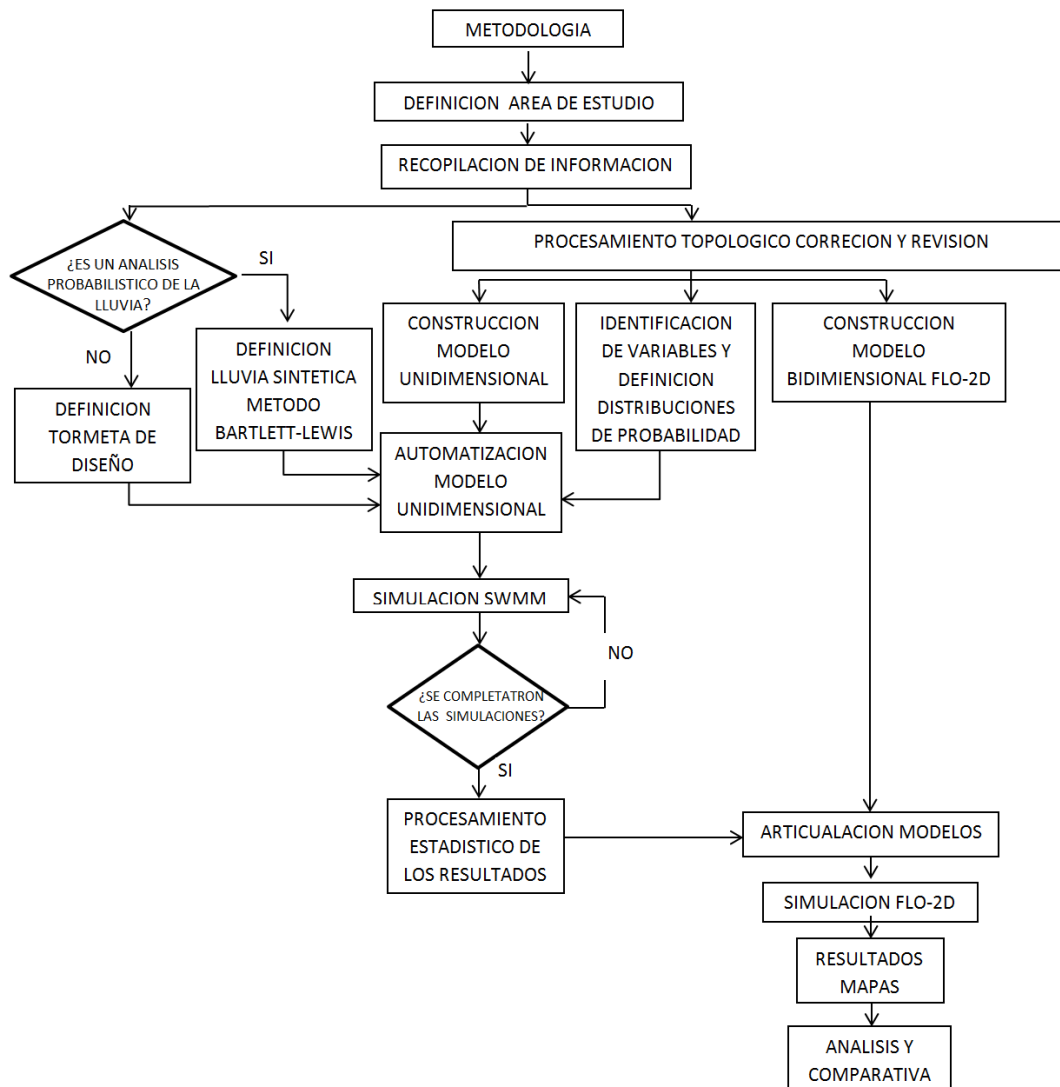 METODOLOGIA
DEFINICION AREA DE ESTUDIO
RECOPILACION DE INFORMACION
¿ES UN ANALISIS
PROBABILISTICO DE LA
LLUVIA?
SI
NO
PROCESAMIENTO TOPOLOGICO CORRECION Y REVISION
DEFINICION
TORMETA DE
DISEÑO
DEFINICION
LLUVIA SINTETICA
METODO
BARTLETT-LEWIS
CONSTRUCCION
MODELO
UNIDIMENSIONAL
IDENTIFICACION
DE VARIABLES Y
DEFINICION
DISTRIBUCIONES
DE PROBABILIDAD
CONSTRUCCION
MODELO
BIDIMIENSIONAL FLO-2D
AUTOMATIZACION
MODELO
UNIDIMENSIONAL
SIMULACION SWMM
NO
¿SE COMPLETATRON
LAS SIMULACIONES?
SI
PROCESAMIENTO
ESTADISTICO DE
LOS RESULTADOS
ARTICUALACION MODELOS
SIMULACION FLO-2D
RESULTADOS
MAPAS
ANALISIS Y
COMPARATIVA